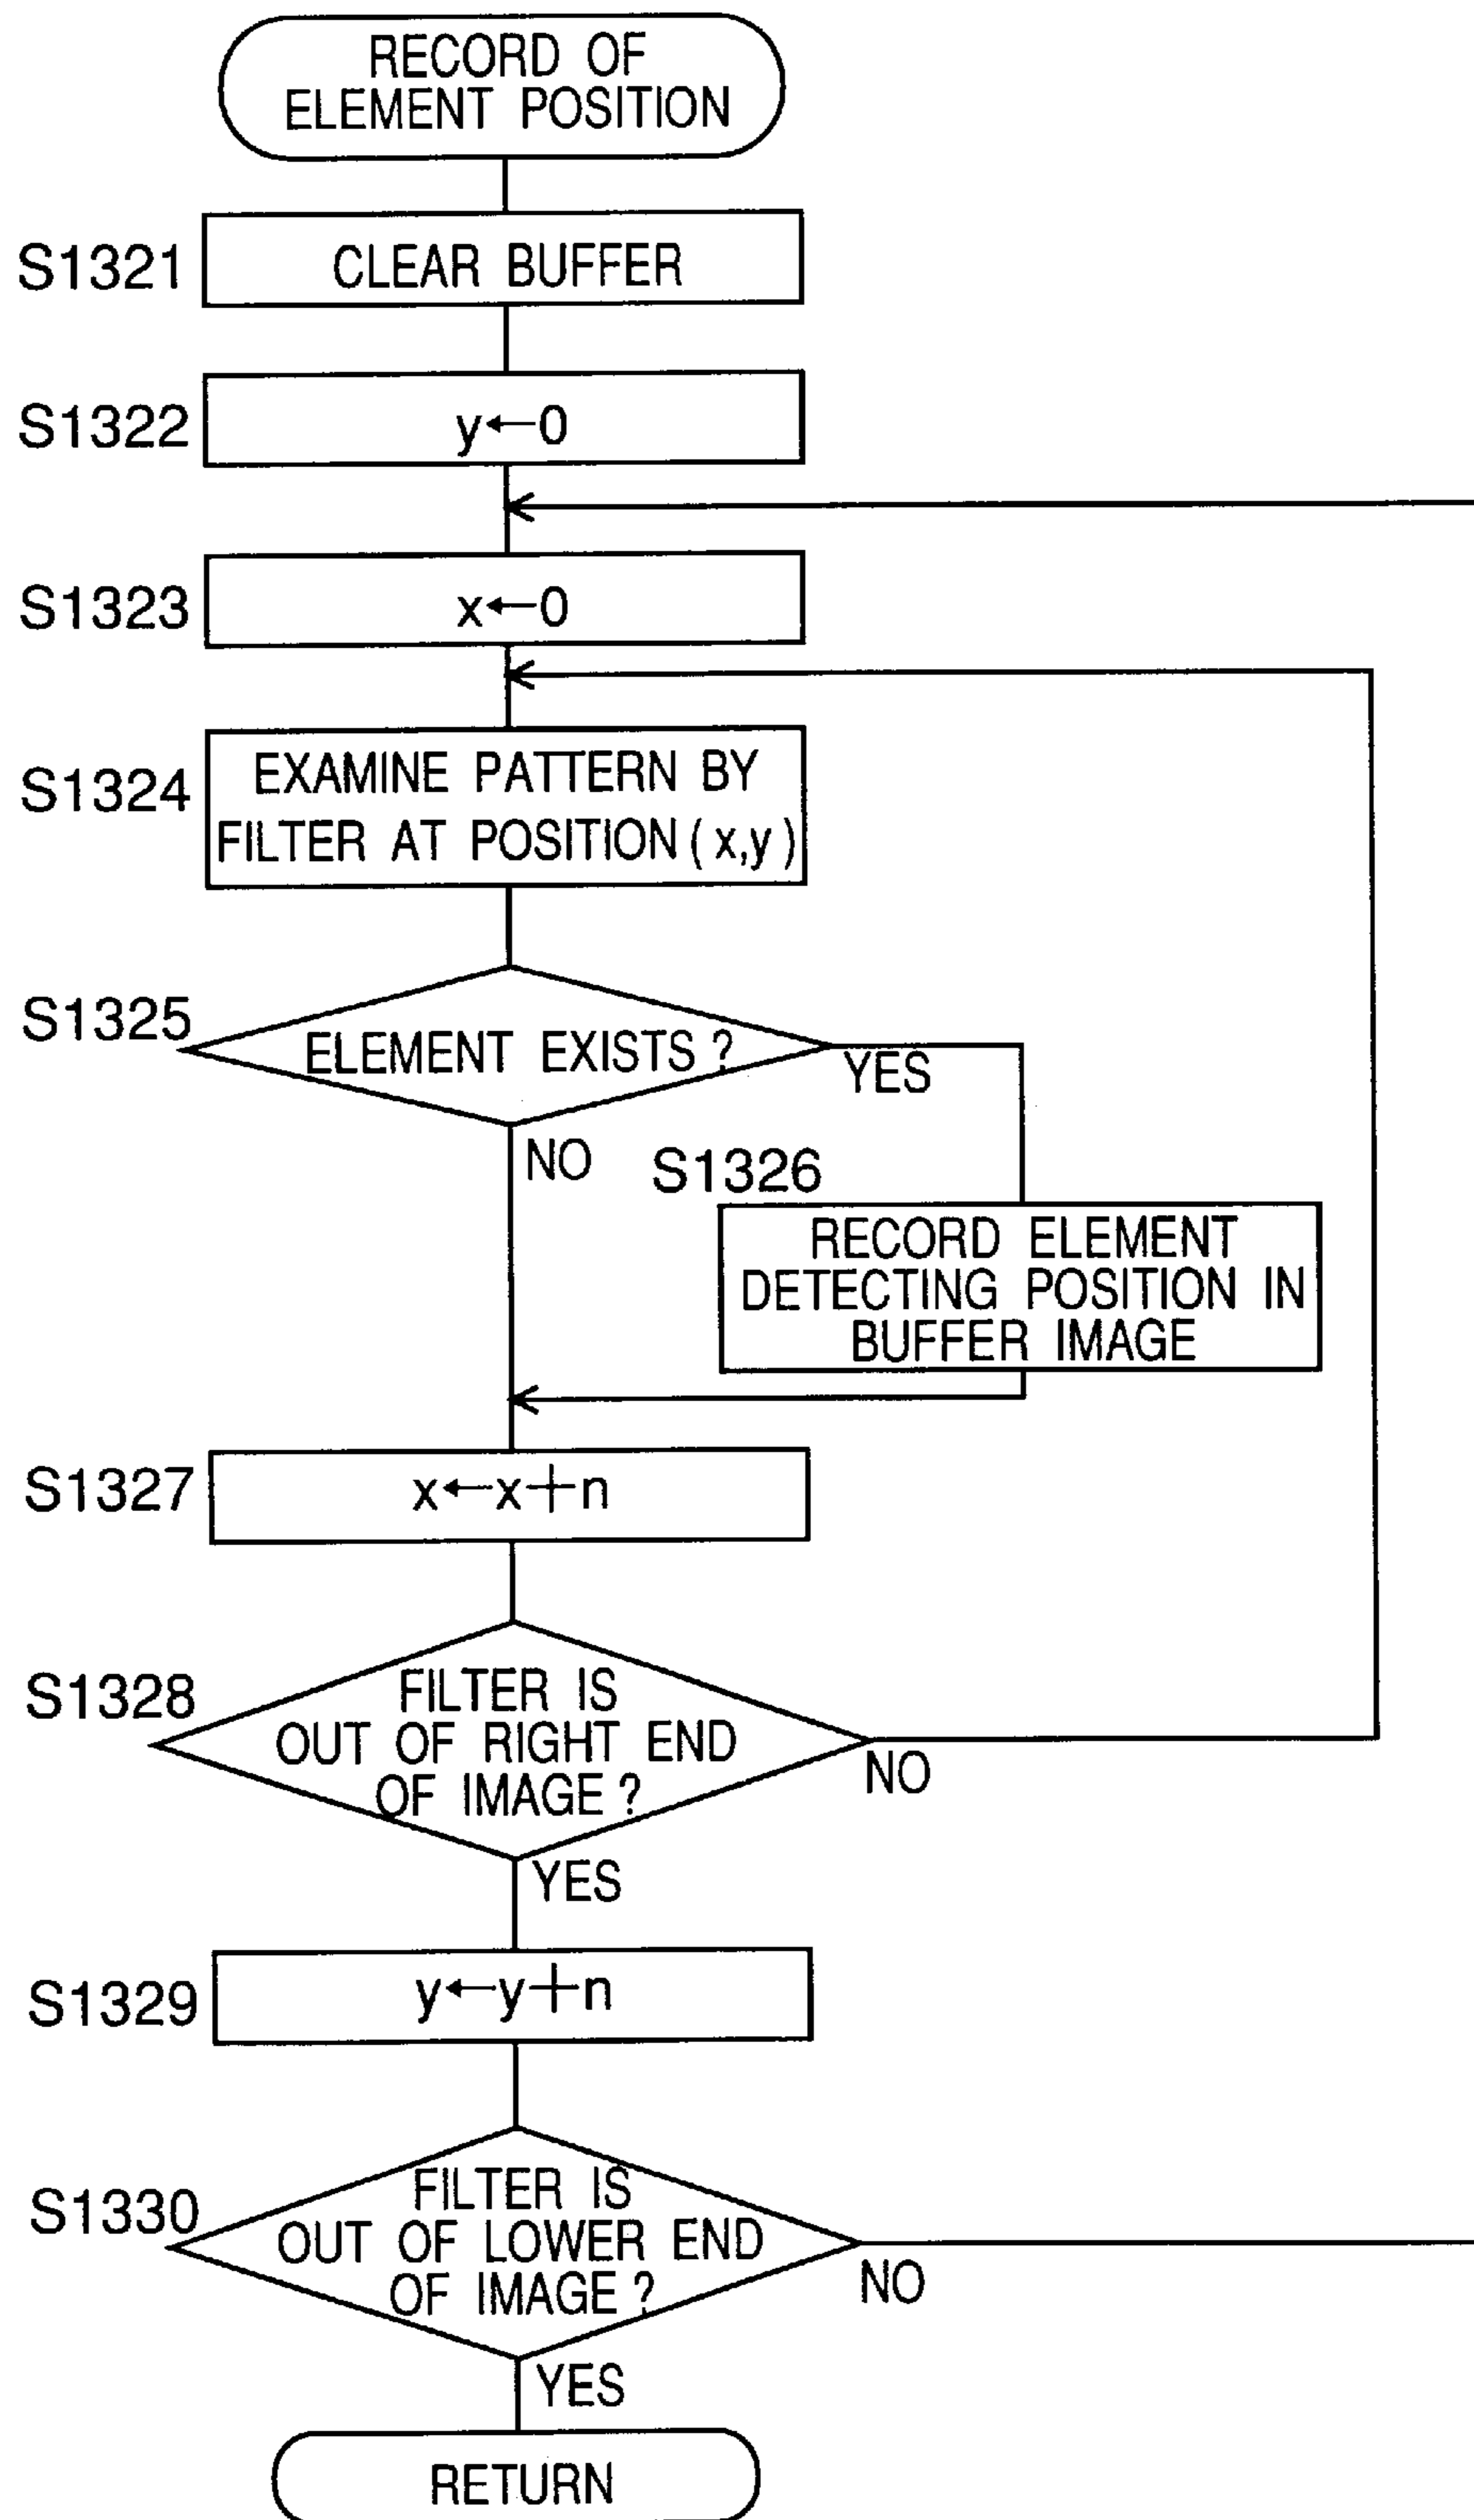 RECORD OF
ELEMENT POSITION
S1321
CLEAR BUFFER
S1322
y←0
S1323
x←0
S1324
EXAMINE PATTERN BY
FILTER AT POSITION (x,y)
S1325
ELEMENT EXISTS ?
YES
NO
S1326
RECORD ELEMENT
DETECTING POSITION IN
BUFFER IMAGE
S1327
x←x+n
S1328
FILTER IS
OUT OF RIGHT END
OF IMAGE ?
NO
YES
S1329
y←y+n
S1330
FILTER IS
OUT OF LOWER END
OF IMAGE ?
NO
YES
RETURN